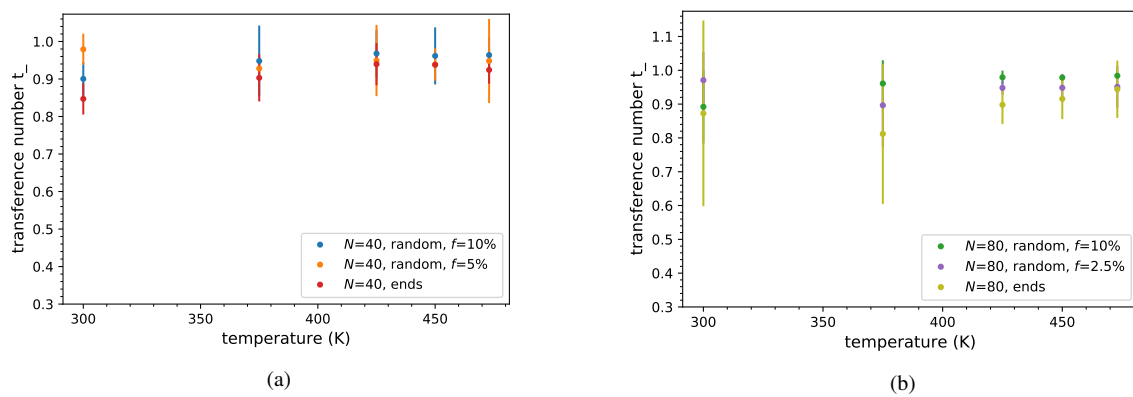 1.0
0.9
0.8
0.7
0.6
0.5
0.4
0.3
transference number t_
300
350
400
450
temperature (K)
N=40, random, f=10%
N=40, random, f=5%
N=40, ends
(a)
1.1
1.0
0.9
0.8
0.7
0.6
0.5
0.4
0.3
transference number t_
300
350
400
450
temperature (K)
N=80, random, f=10%
N=80, random, f=2.5%
N=80, ends
(b)